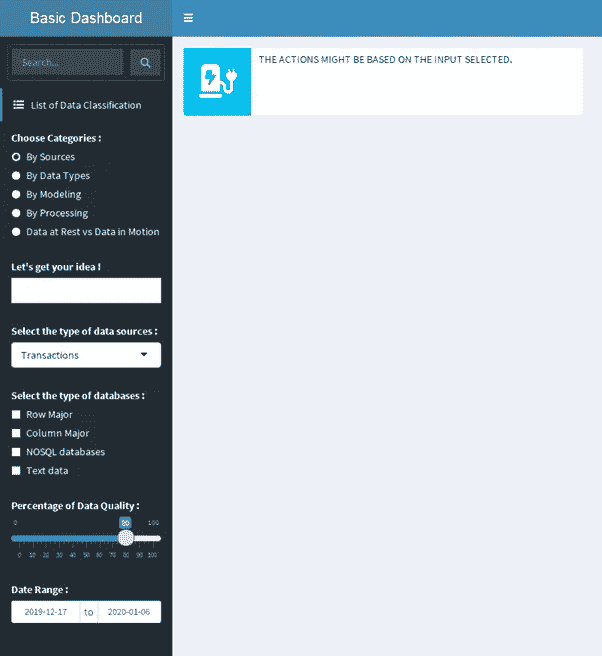 Basic Dashboard
Search...
THE ACTIONS MIGHT BE BASED ON THE INPUT SELECTED.
List of Data Classification
Choose Categories :
By Sources
By Data Types
By Modeling
By Processing
Data at Rest vs Data in Motion
Let's get your idea !
Select the type of data sources :
Transactions
Select the type of databases :
Row Major
Column Major
NOSQL databases
Text data
Percentage of Data Quality :
0 80 100
0 10 20 30 40 50 60 70 80 90 100
Date Range :
2019-12-17 to 2020-01-06